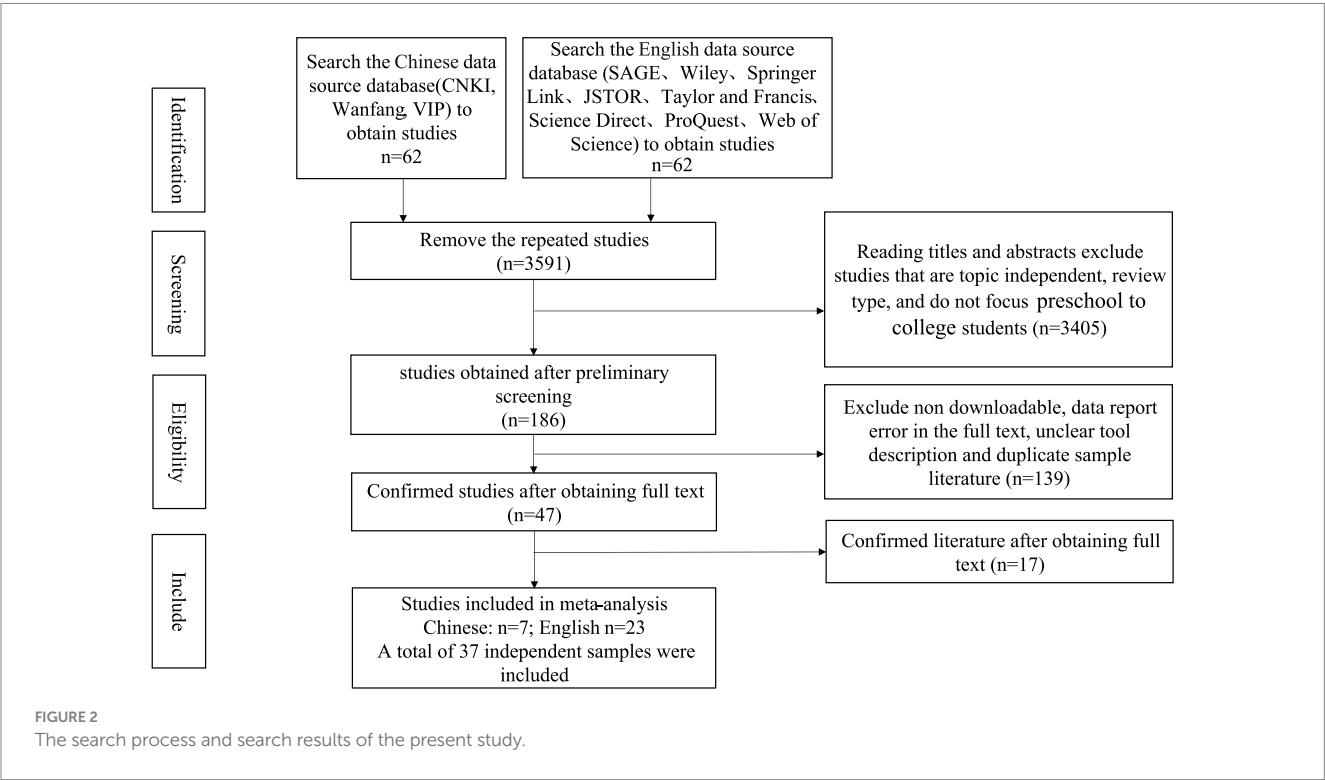 Identification
Search the Chinese data
source database(CNKI,
Wanfang, VIP) to
obtain studies
n=62
Search the English data source
database (SAGE、Wiley、Springer
Link、JSTOR、Taylor and Francis、
Science Direct、ProQuest、Web of
Science) to obtain studies
n=62
Screening
Remove the repeated studies
(n=3591)
Reading titles and abstracts exclude
studies that are topic independent, review
type, and do not focus preschool to
college students (n=3405)
Eligibility
studies obtained after preliminary
screening
(n=186)
Exclude non downloadable, data report
error in the full text, unclear tool
description and duplicate sample
literature (n=139)
Confirmed studies after obtaining full text
(n=47)
Include
Confirmed literature after obtaining full
text (n=17)
Studies included in meta-analysis
Chinese: n=7; English n=23
A total of 37 independent samples were
included
FIGURE 2
The search process and search results of the present study.